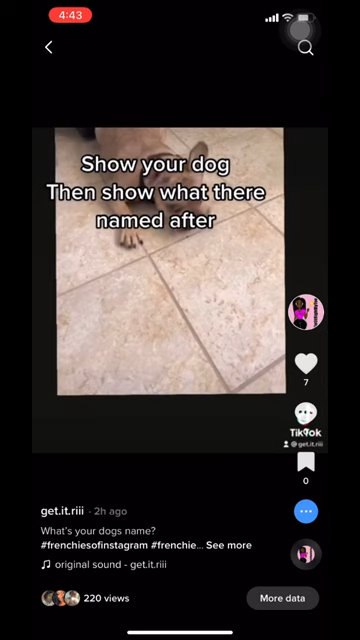 4:43
Show your dog
Then show what there
named after
7
TikTok
@get.it.riii
0
get.it.riii · 2h ago
What's your dogs name?
#frenchiesofinstagram #frenchie... See more
original sound - get.it.riii
220 views
More data